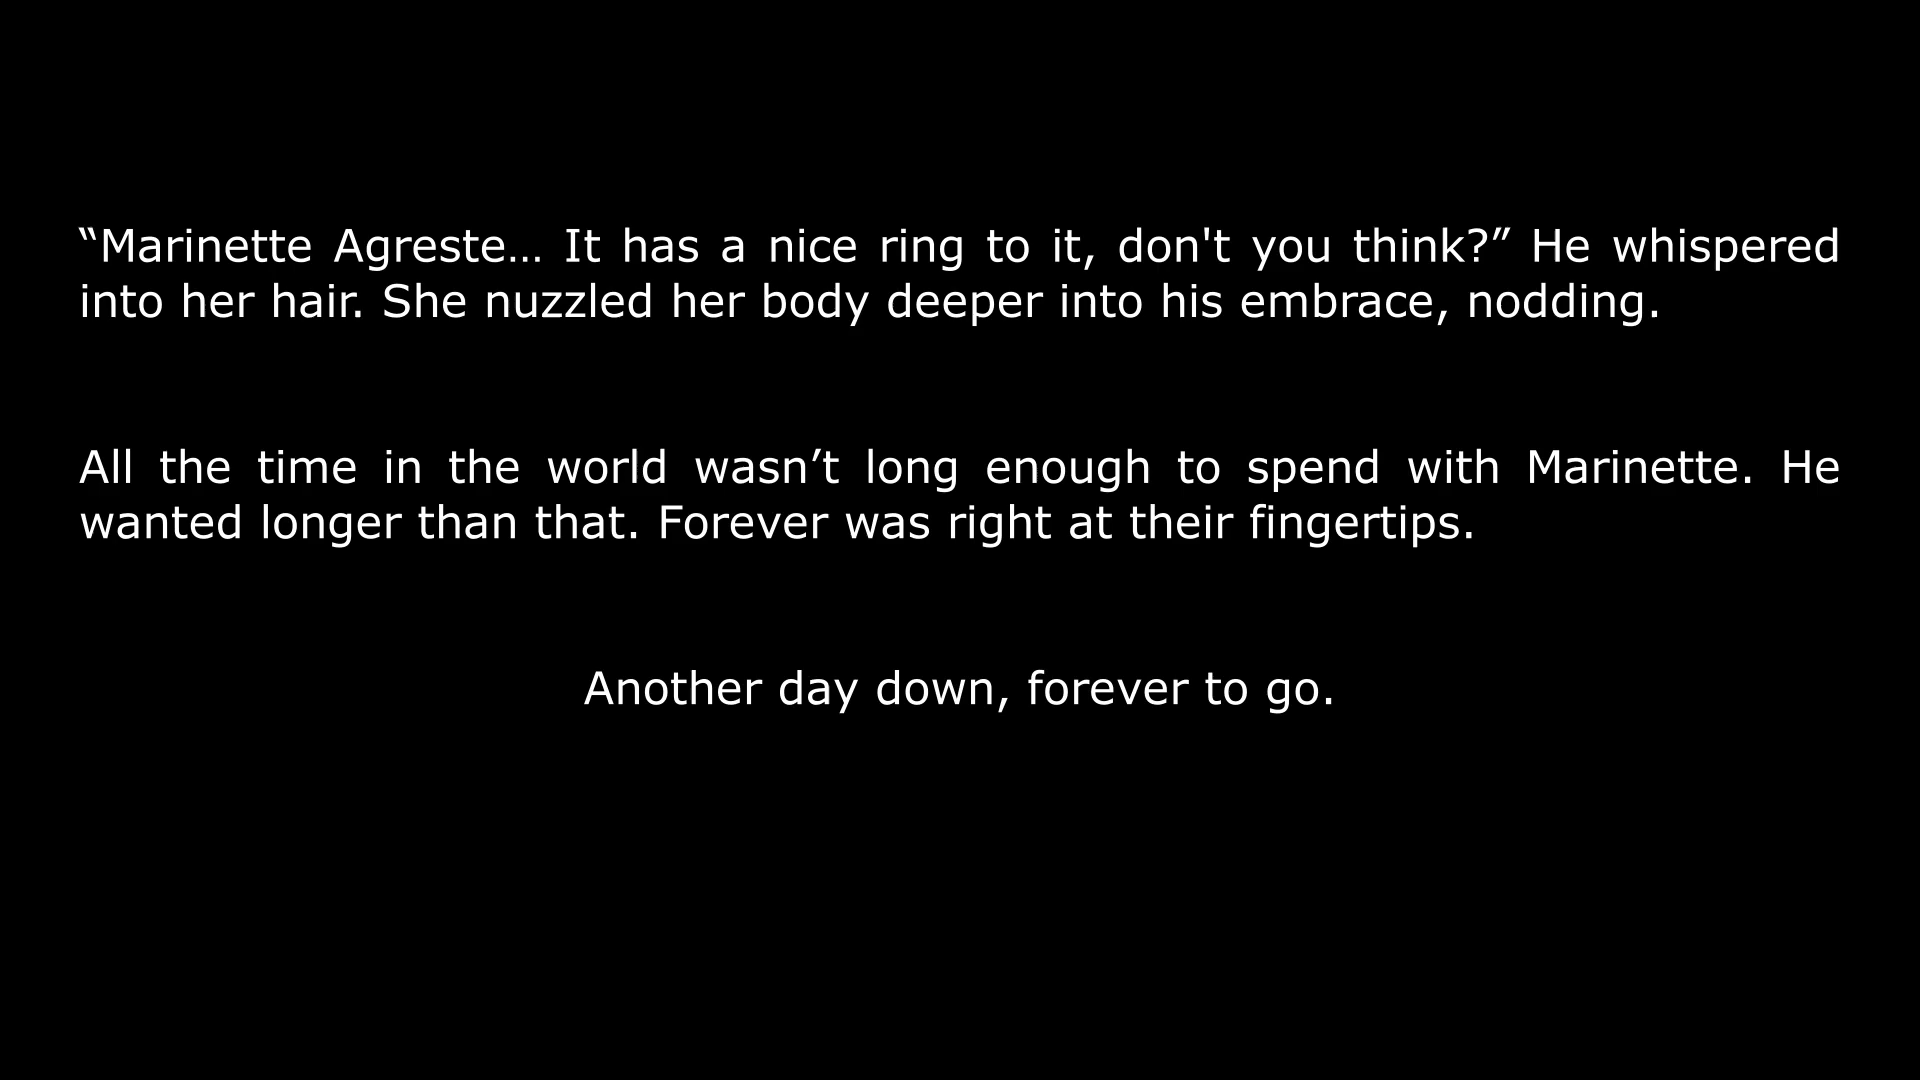 “Marinette Agreste… It has a nice ring to it, don't you think?” He whispered
into her hair. She nuzzled her body deeper into his embrace, nodding.
All the time in the world wasn’t long enough to spend with Marinette. He
wanted longer than that. Forever was right at their fingertips.
Another day down, forever to go.